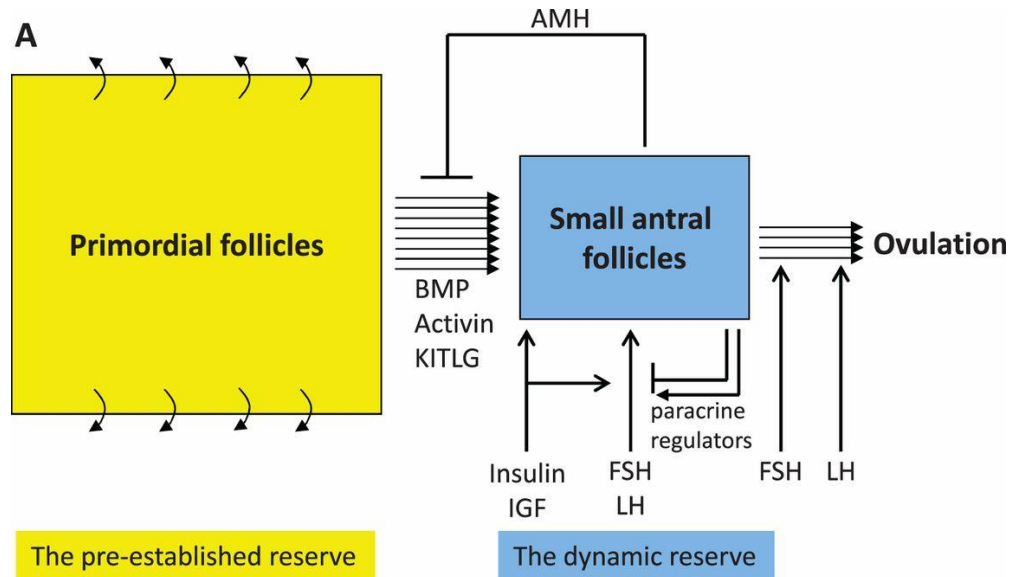 A
AMH
Primordial follicles
BMP
Activin
KITLG
Small antral
follicles
Ovulation
paracrine
regulators
Insulin
IGF
FSH
LH
FSH
LH
The pre-established reserve
The dynamic reserve